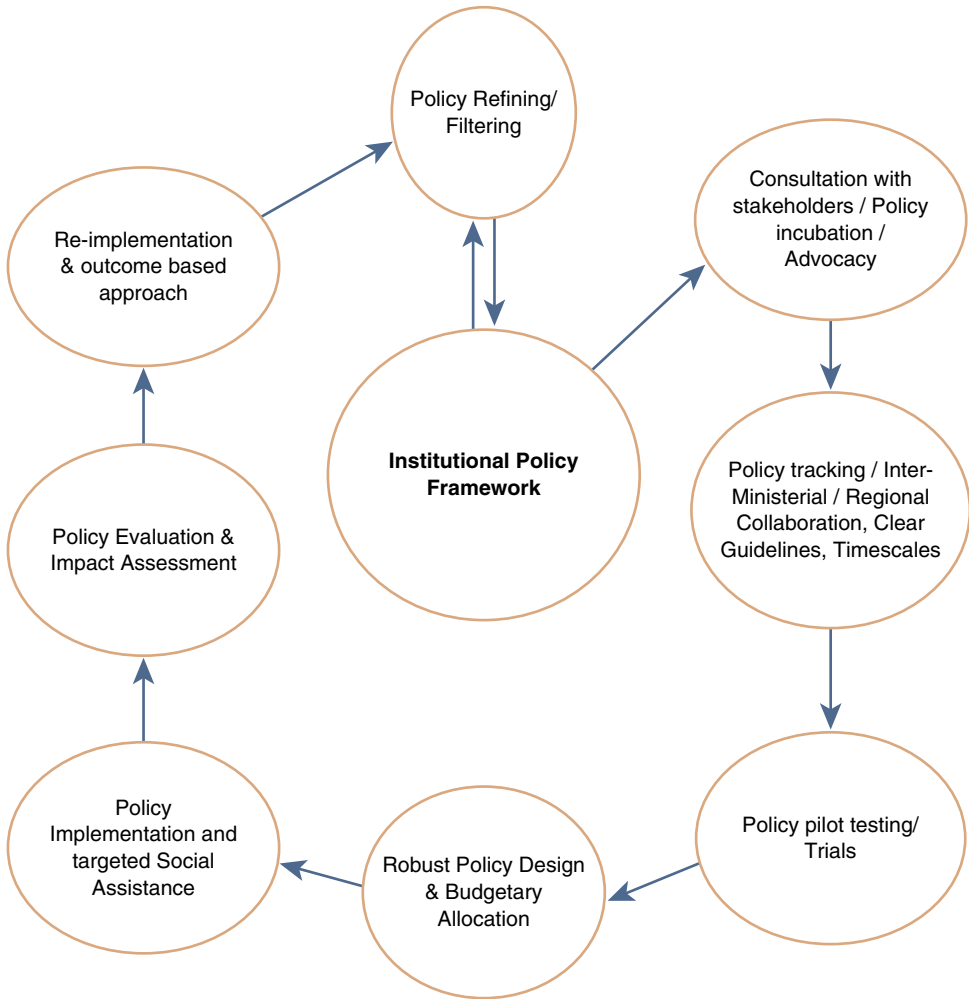 Policy Refining/
Filtering
Consultation with
stakeholders / Policy
incubation /
Advocacy
Re-implementation
& outcome based
approach
Institutional Policy
Framework
Policy tracking / Inter-
Ministerial / Regional
Collaboration, Clear
Guidelines, Timescales
Policy Evaluation &
Impact Assessment
Policy pilot testing/
Trials
Policy
Implementation and
targeted Social
Assistance
Robust Policy Design
& Budgetary
Allocation